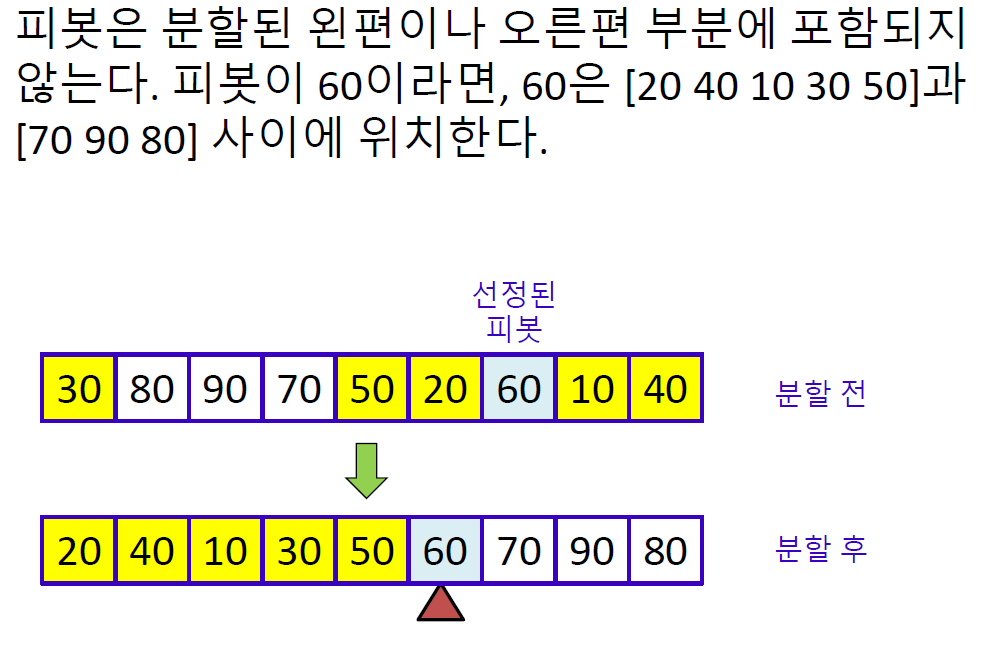 피봇은 분할된 왼편이나 오른편 부분에 포함되지
않는다. 피봇이 60이라면, 60은 [20 40 10 30 50]과
[70 90 80] 사이에 위치한다.
선정된
피봇
30 80 90 70 50 20 60 10 40 분할 전
20 40 10 30 50 60 70 90 80 분할 후